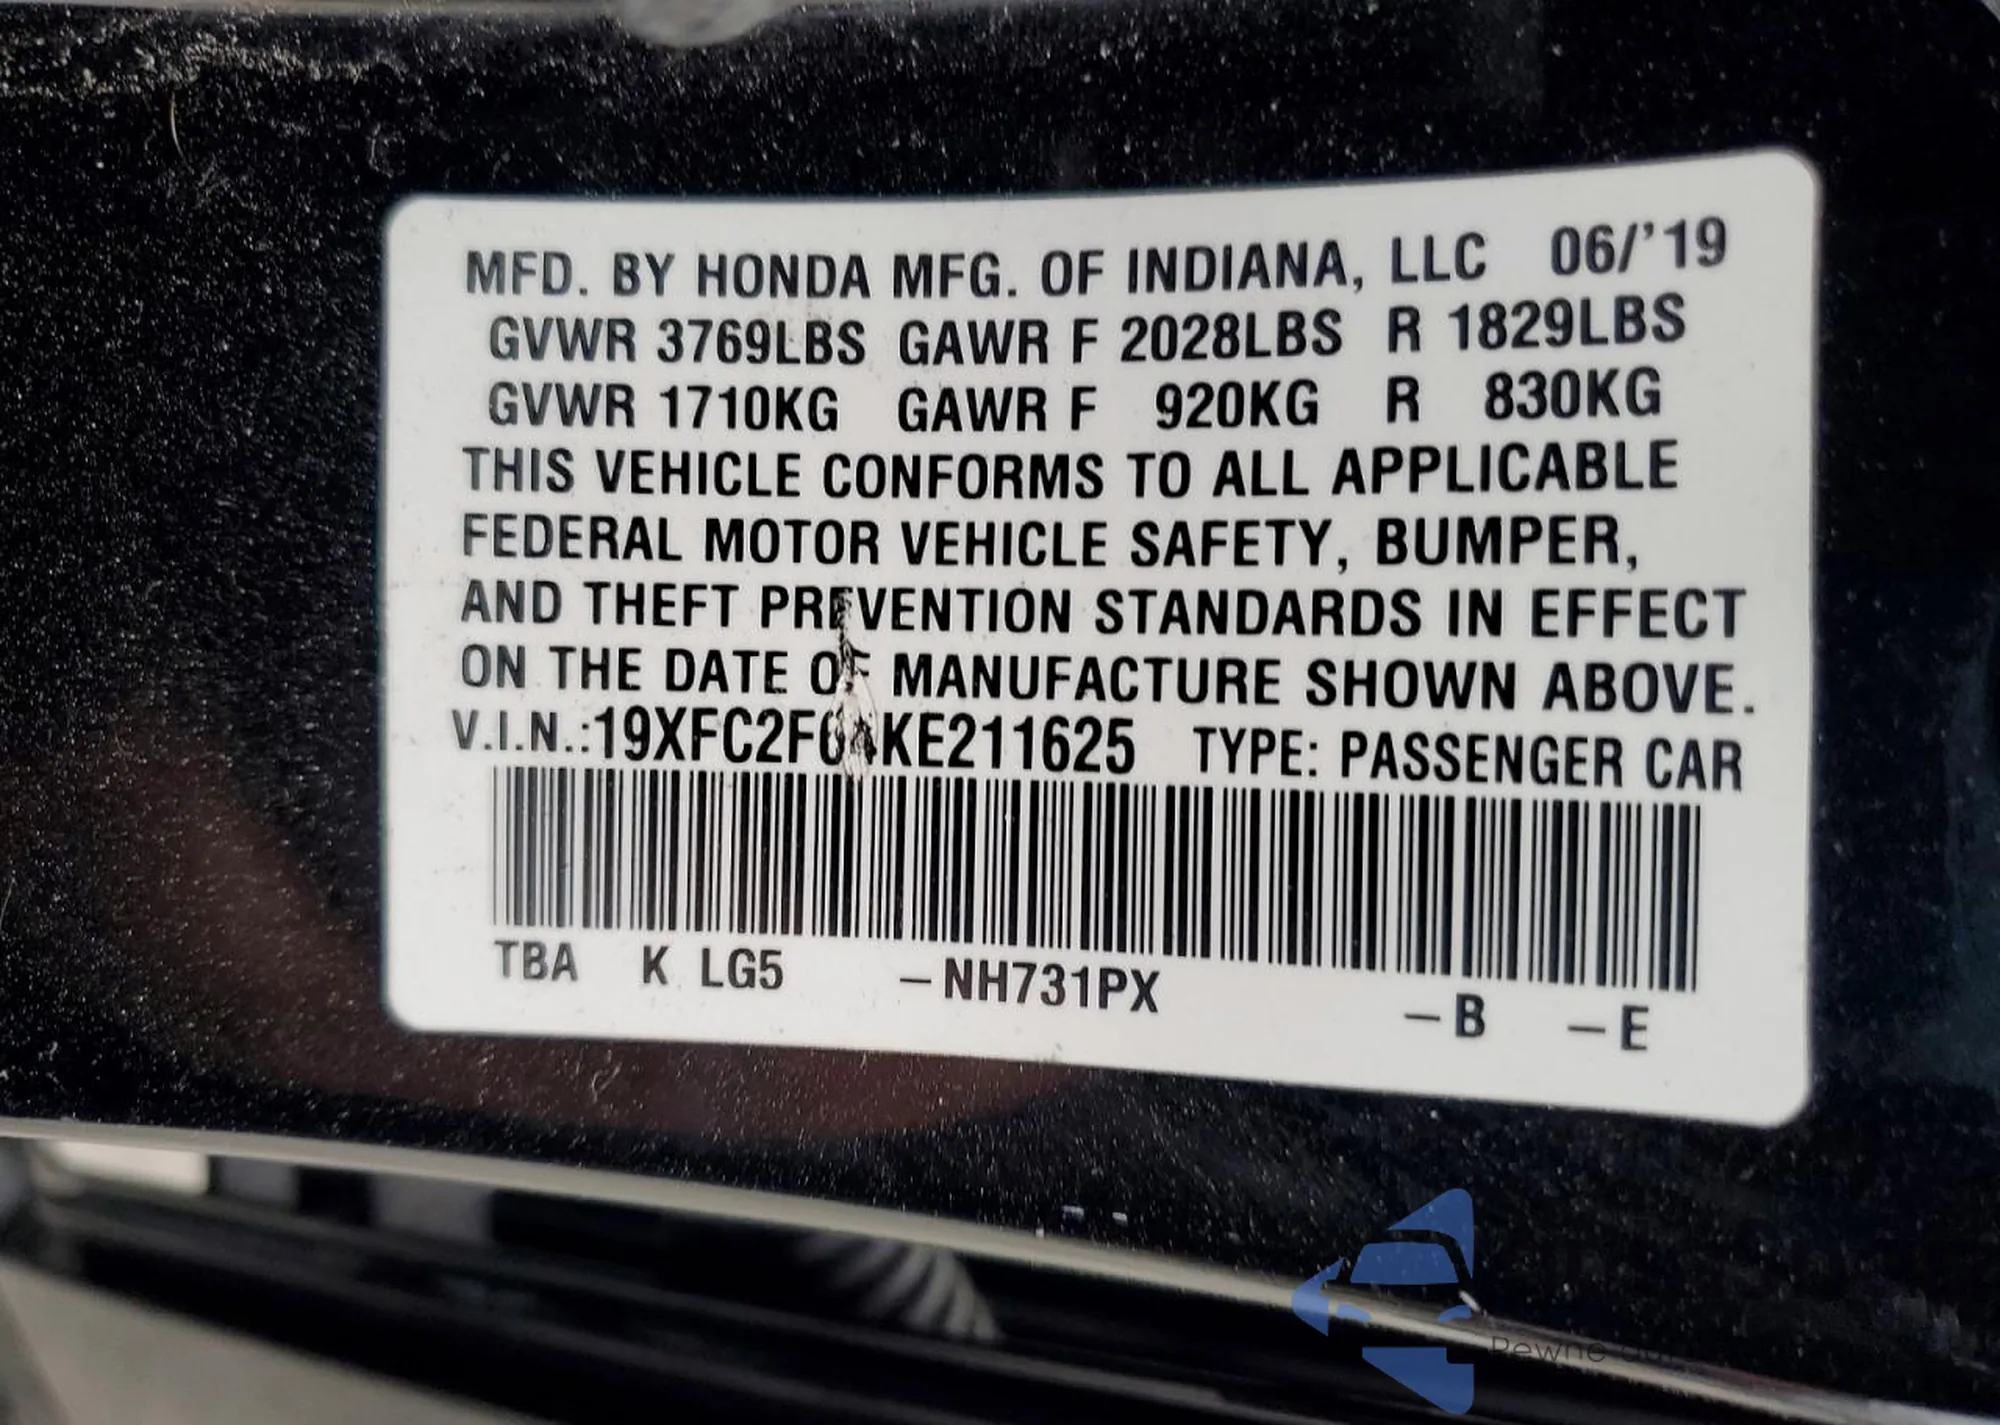 MFD. BY HONDA MFG. OF INDIANA, LLC 06/'19
GVWR 3769LBS GAWR F 2028LBS R 1829LBS
GVWR 1710KG GAWR F 920KG R 830KG
THIS VEHICLE CONFORMS TO ALL APPLICABLE
FEDERAL MOTOR VEHICLE SAFETY, BUMPER,
AND THEFT PREVENTION STANDARDS IN EFFECT
ON THE DATE OF MANUFACTURE SHOWN ABOVE.
V.I.N.: TYPE: PASSENGER CAR
TBA K LG5 –NH731PX –B –E
Pewne